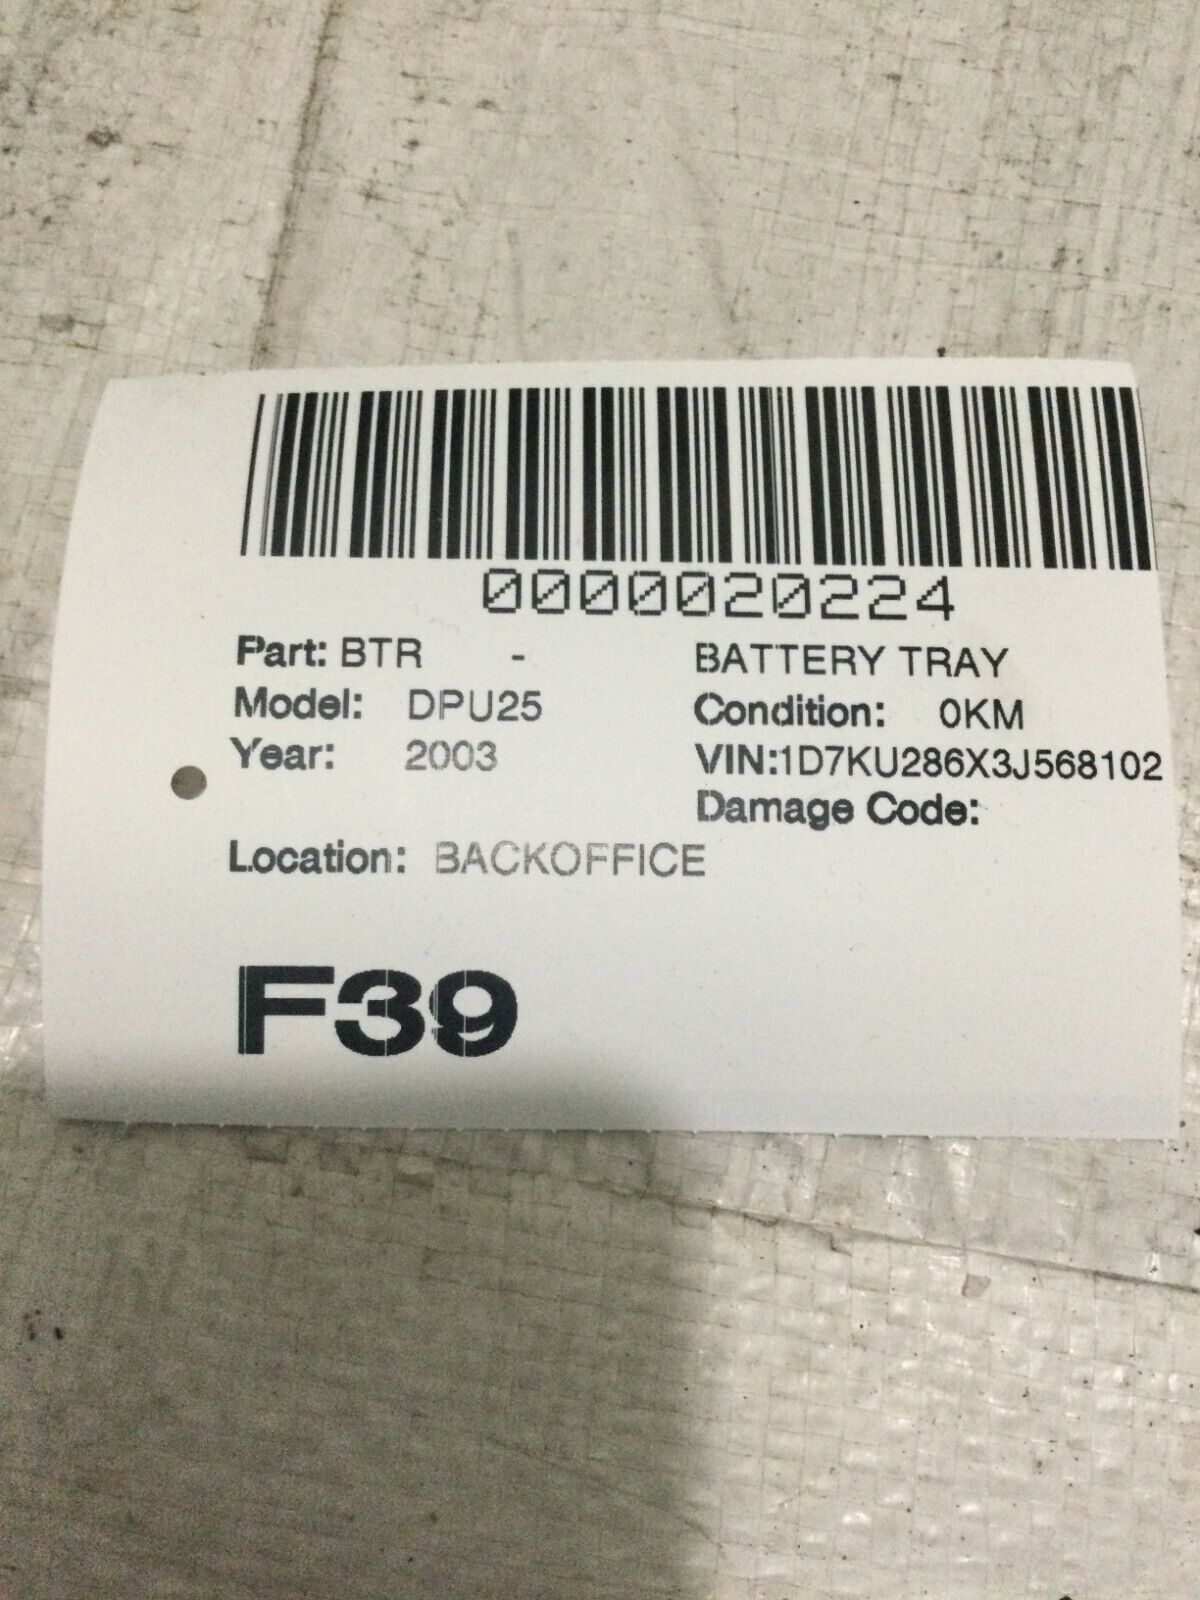 0000020224
Part: BTR - BATTERY TRAY
Model: DPU25 Condition: 0KM
Year: 2003 VIN:1D7KU286X3J568102
Damage Code:
Location: BACKOFFICE
F39